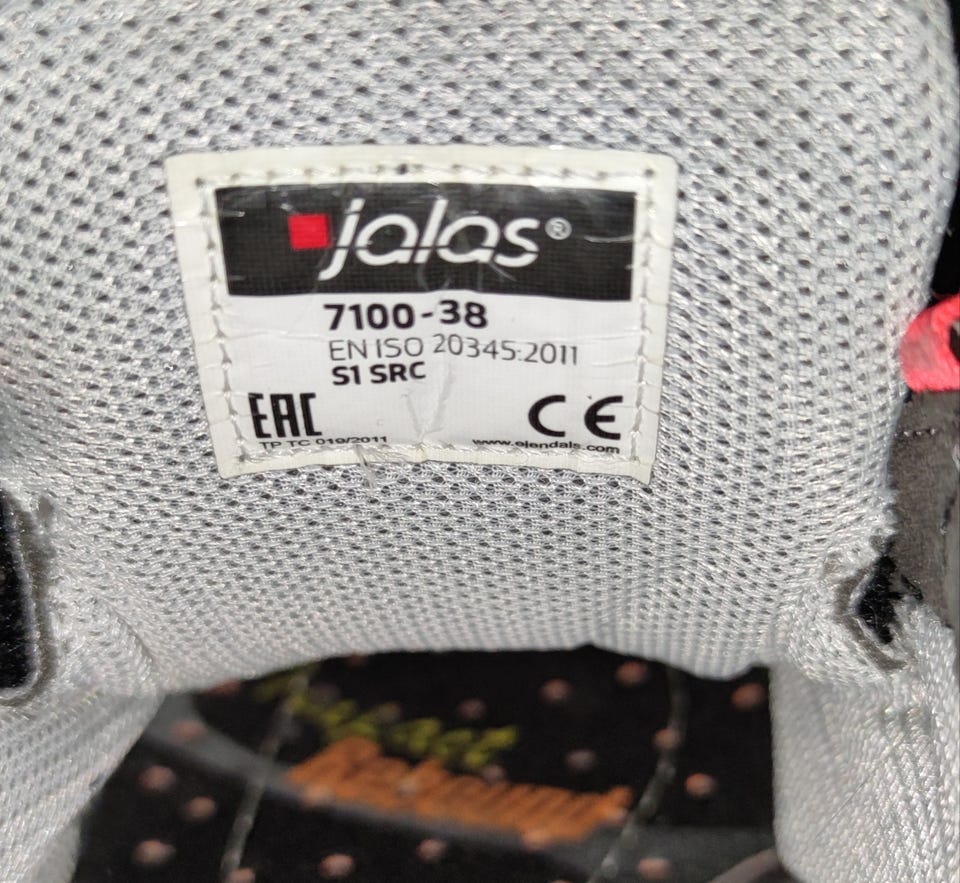 jalas®
7100-38
EN ISO 20345:2011
S1 SRC
EAC
CE
TP TC 019/2011
www.ejendals.com